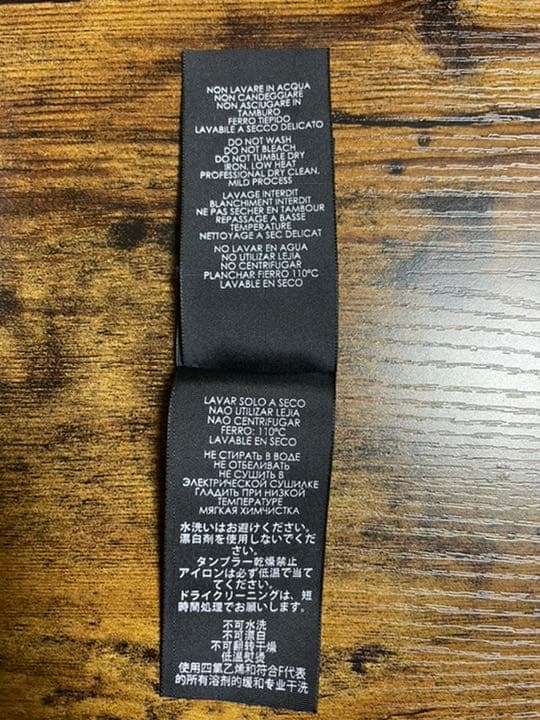 NON LAVARE IN ACQUA
NON CANDEGGIARE
NON ASCIUGARE IN
TAMBURO
FERRO TIEPIDO
LAVABILE A SECCO DELICATO
DO NOT WASH
DO NOT BLEACH
DO NOT TUMBLE DRY
IRON, LOW HEAT
PROFESSIONAL DRY CLEAN,
MILD PROCESS
LAVAGE INTERDIT
BLANCHIMENT INTERDIT
NE PAS SÉCHER EN TAMBOUR
REPASSAGE A BASSE
TEMPERATURE
NETTOYAGE A SEC DELICAT
NO LAVAR EN AGUA
NO UTILIZAR LEJIA
NO CENTRIFUGAR
PLANCHAR FIERRO 110°C
LAVABLE EN SECO
LAVAR SOLO A SECO
NAO UTILIZAR LEJIA
NAO CENTRIFUGAR
FERRO: 110°C
LAVABLE EN SECO
НЕ СТИРАТЬ В ВОДЕ
НЕ ОТБЕЛИВАТЬ
НЕ СУШИТЬ В
ЭЛЕКТРИЧЕСКОЙ СУШИЛКЕ
ГЛАДИТЬ ПРИ НИЗКОЙ
ТЕМПЕРАТУРЕ
МЯГКАЯ ХИМЧИСТКА
水洗いはお避けください。
漂白剤を使用しないでくだ
さい。
タンブラー乾燥禁止
アイロンは必ず低温で当て
てください。
ドライクリーニングは、短
時間処理でお願いします。
不可水洗
不可漂白
不可翻转干燥
低温熨烫
使用四氯乙烯和符合F代表
的所有溶剂的缓和专业干洗